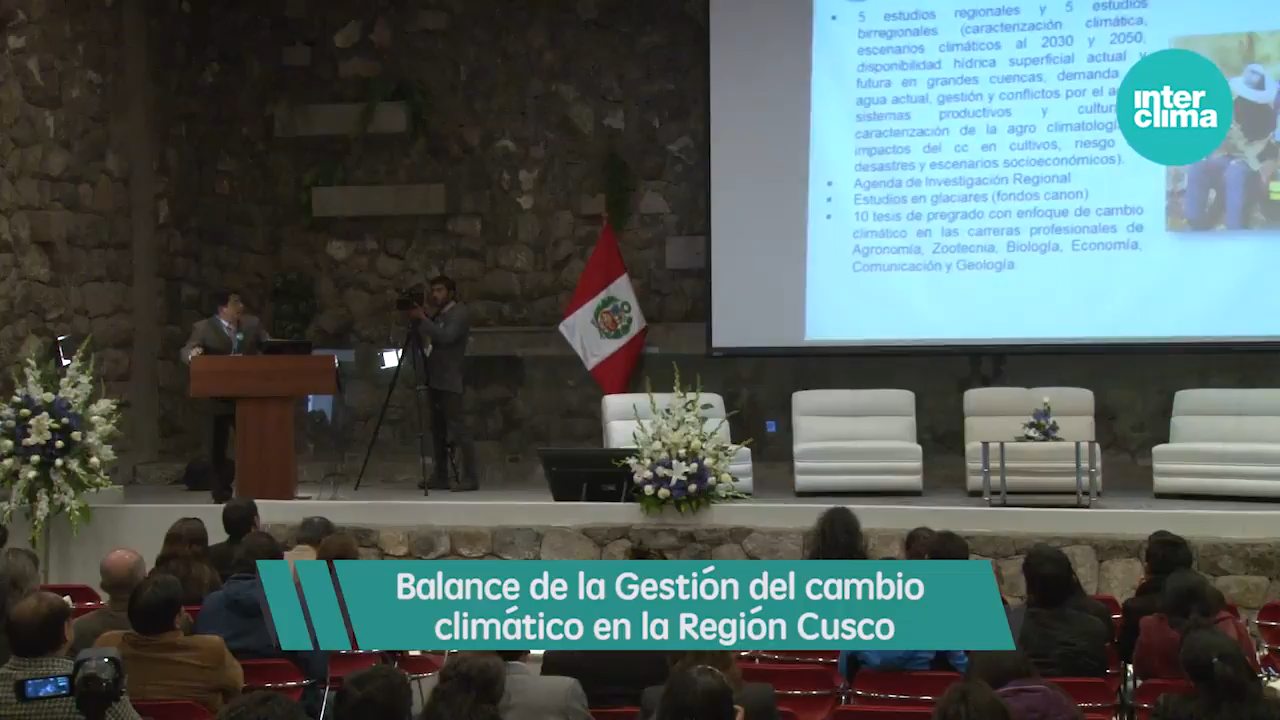 5 estudios regionales y 5 estudios
birregionales (caracterización climática,
escenarios climáticos al 2030 y 2050,
disponibilidad hídrica superficial actual y
futura en grandes cuencas, demanda
agua actual, gestión y conflictos por el
sistemas productivos y
caracterización de la agro
impactos del cc en cultivos, riesgo
desastres y escenarios socioeconómicos).
Agenda de Investigación Regional
Estudios en glaciares (fondos canon)
10 tesis de pregrado con enfoque de cambio
climático en las carreras profesionales de
Agronomía, Zootecnia, Biología, Economía,
Comunicación y Geología.
inter
clima
Balance de la Gestión del cambio
climático en la Región Cusco